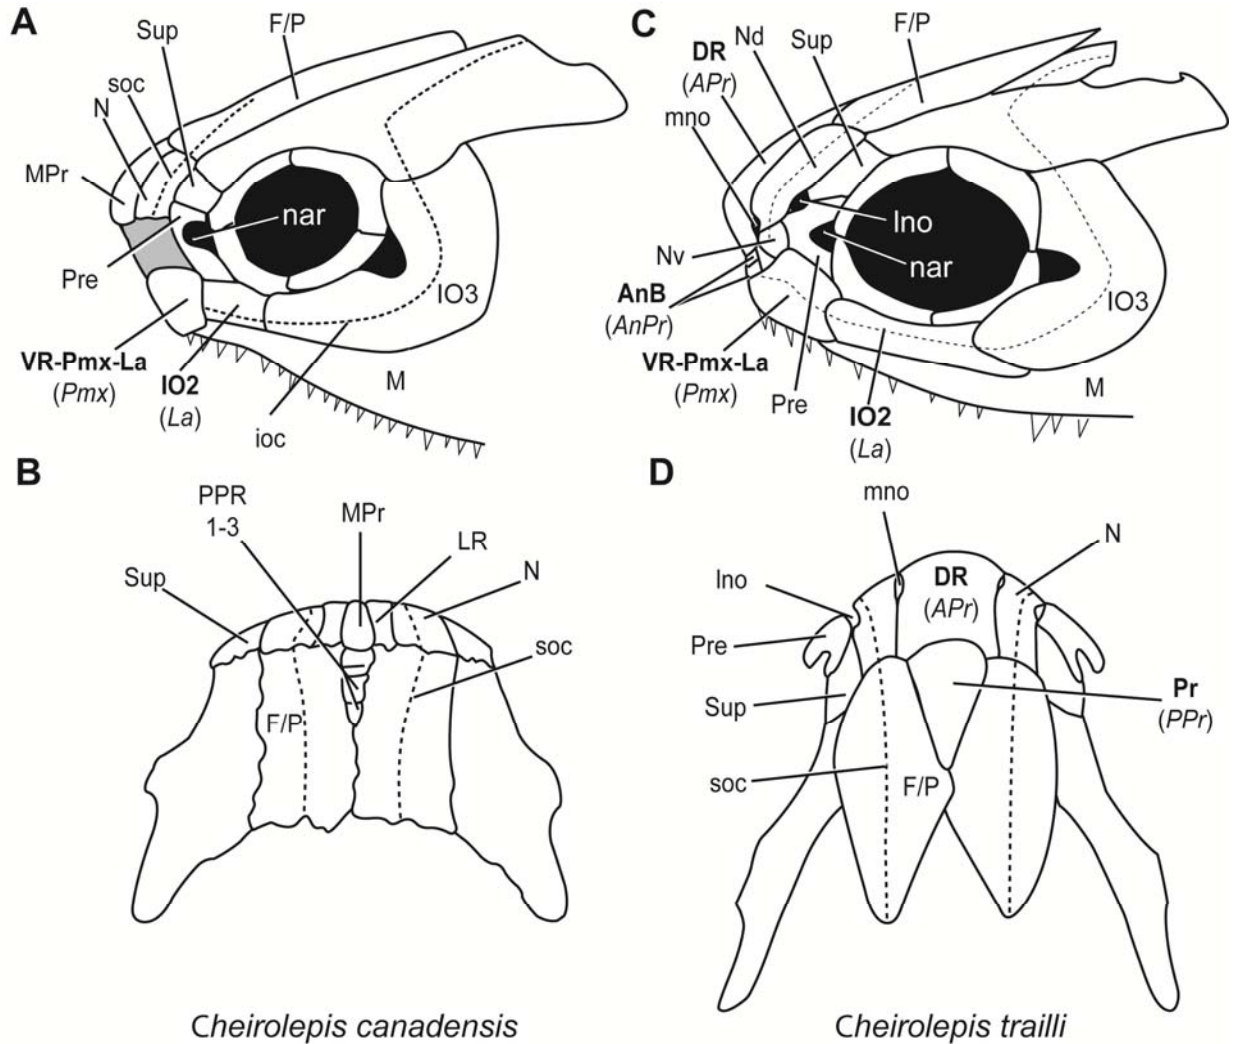 A
Sup
F/P
soc
N
MPr
nar
Pre
IO3
VR-Pmx-La
(Pmx)
IO2
(La)
M
ioc
C
DR
(APr)
Nd
Sup
F/P
mno
lno
Nv
nar
AnB
(AnPr)
IO3
VR-Pmx-La
(Pmx)
Pre
IO2
(La)
M
B
PPR
1-3
MPr
LR
Sup
N
soc
F/P
Cheirolepis canadensis
D
mno
N
lno
DR
(APr)
Pre
Sup
Pr
(PPr)
soc
F/P
Cheirolepis trailli